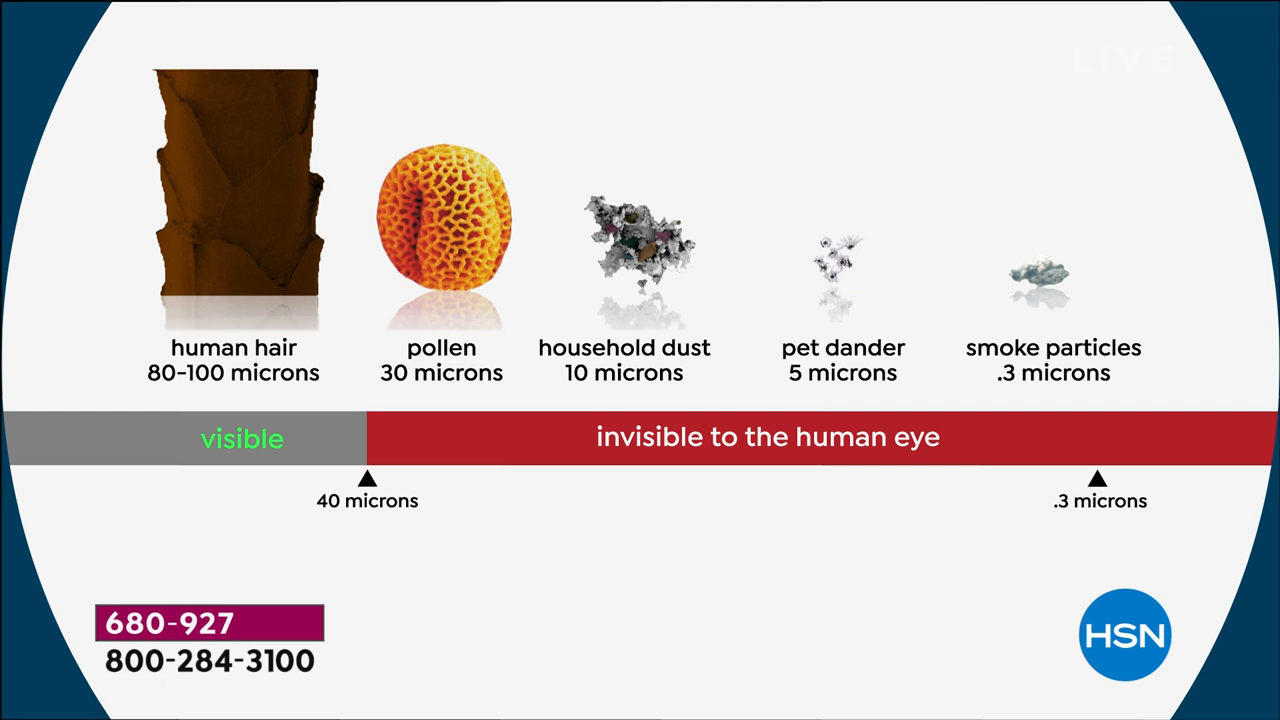 LIVE
human hair
80-100 microns
pollen
30 microns
household dust
10 microns
pet dander
5 microns
smoke particles
.3 microns
visible
invisible to the human eye
40 microns
.3 microns
680-927
800-284-3100
HSN